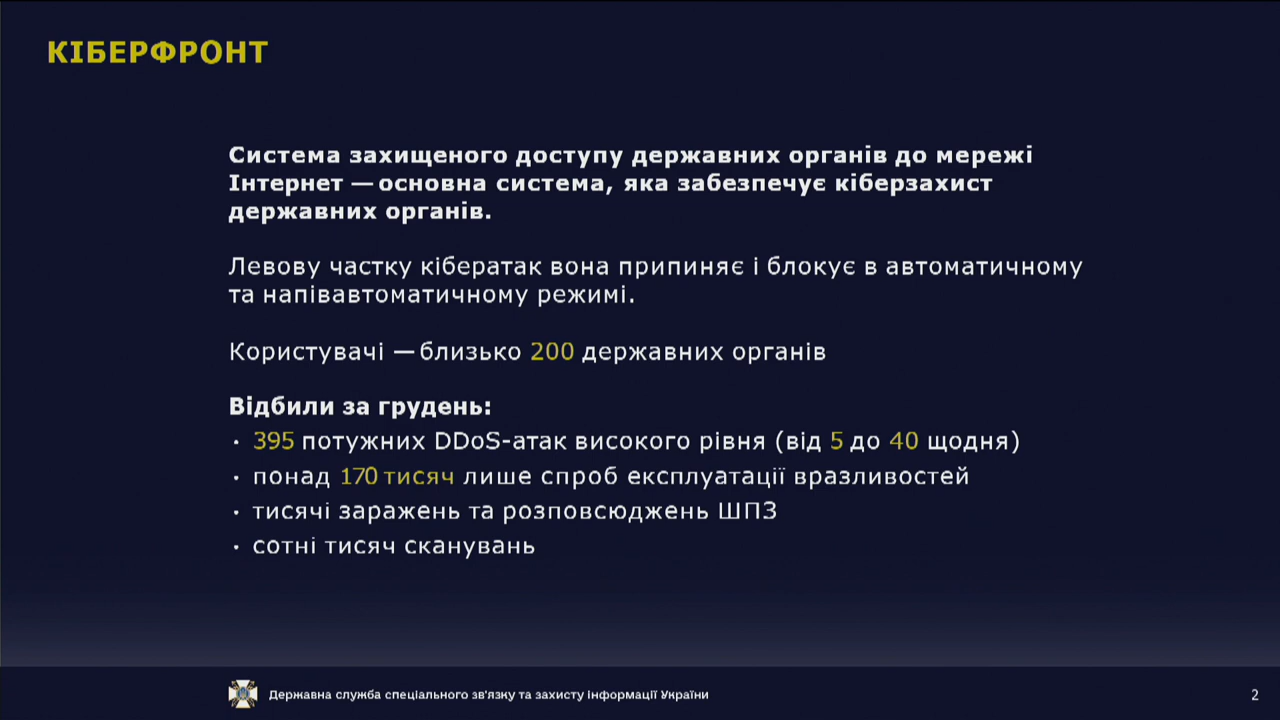 КІБЕРФРОНТ
Система захищеного доступу державних органів до мережі
Інтернет — основна система, яка забезпечує кіберзахист
державних органів.
Левову частку кібератак вона припиняє і блокує в автоматичному
та напівавтоматичному режимі.
Користувачі — близько 200 державних органів
Відбили за грудень:
• 395 потужних DDoS-атак високого рівня (від 5 до 40 щодня)
• понад 170 тисяч лише спроб експлуатації вразливостей
• тисячі заражень та розповсюджень ШПЗ
• сотні тисяч сканувань
Державна служба спеціального зв'язку та захисту інформації України
2